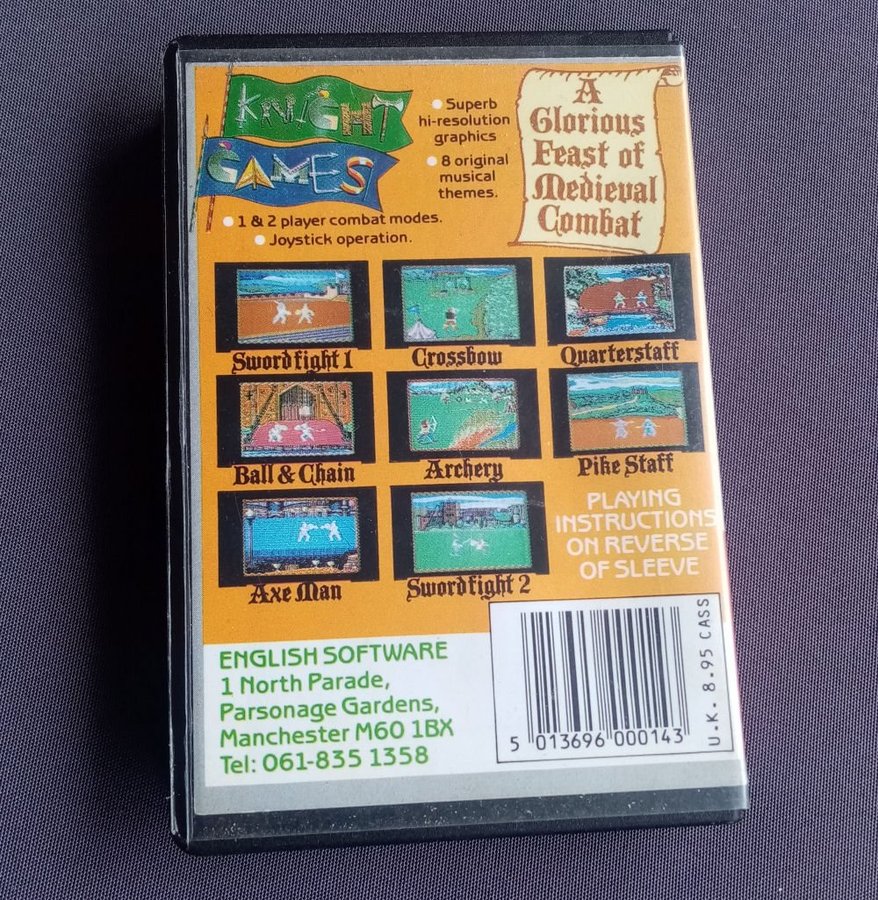 KNIGHT
GAMES
Superb
hi-resolution
graphics
8 original
musical
themes.
1 & 2 player combat modes.
Joystick operation.
A
Glorious
Feast of
Medieval
Combat
Swordfight 1
Crossbow
Quarterstaff
Ball & Chain
Archery
Pike Staff
Axe Man
Swordfight 2
PLAYING
INSTRUCTIONS
ON REVERSE
OF SLEEVE
ENGLISH SOFTWARE
1 North Parade,
Parsonage Gardens,
Manchester M60 1BX
Tel: 061-835 1358
5 013696 000143
U.K. 8.95 CASS